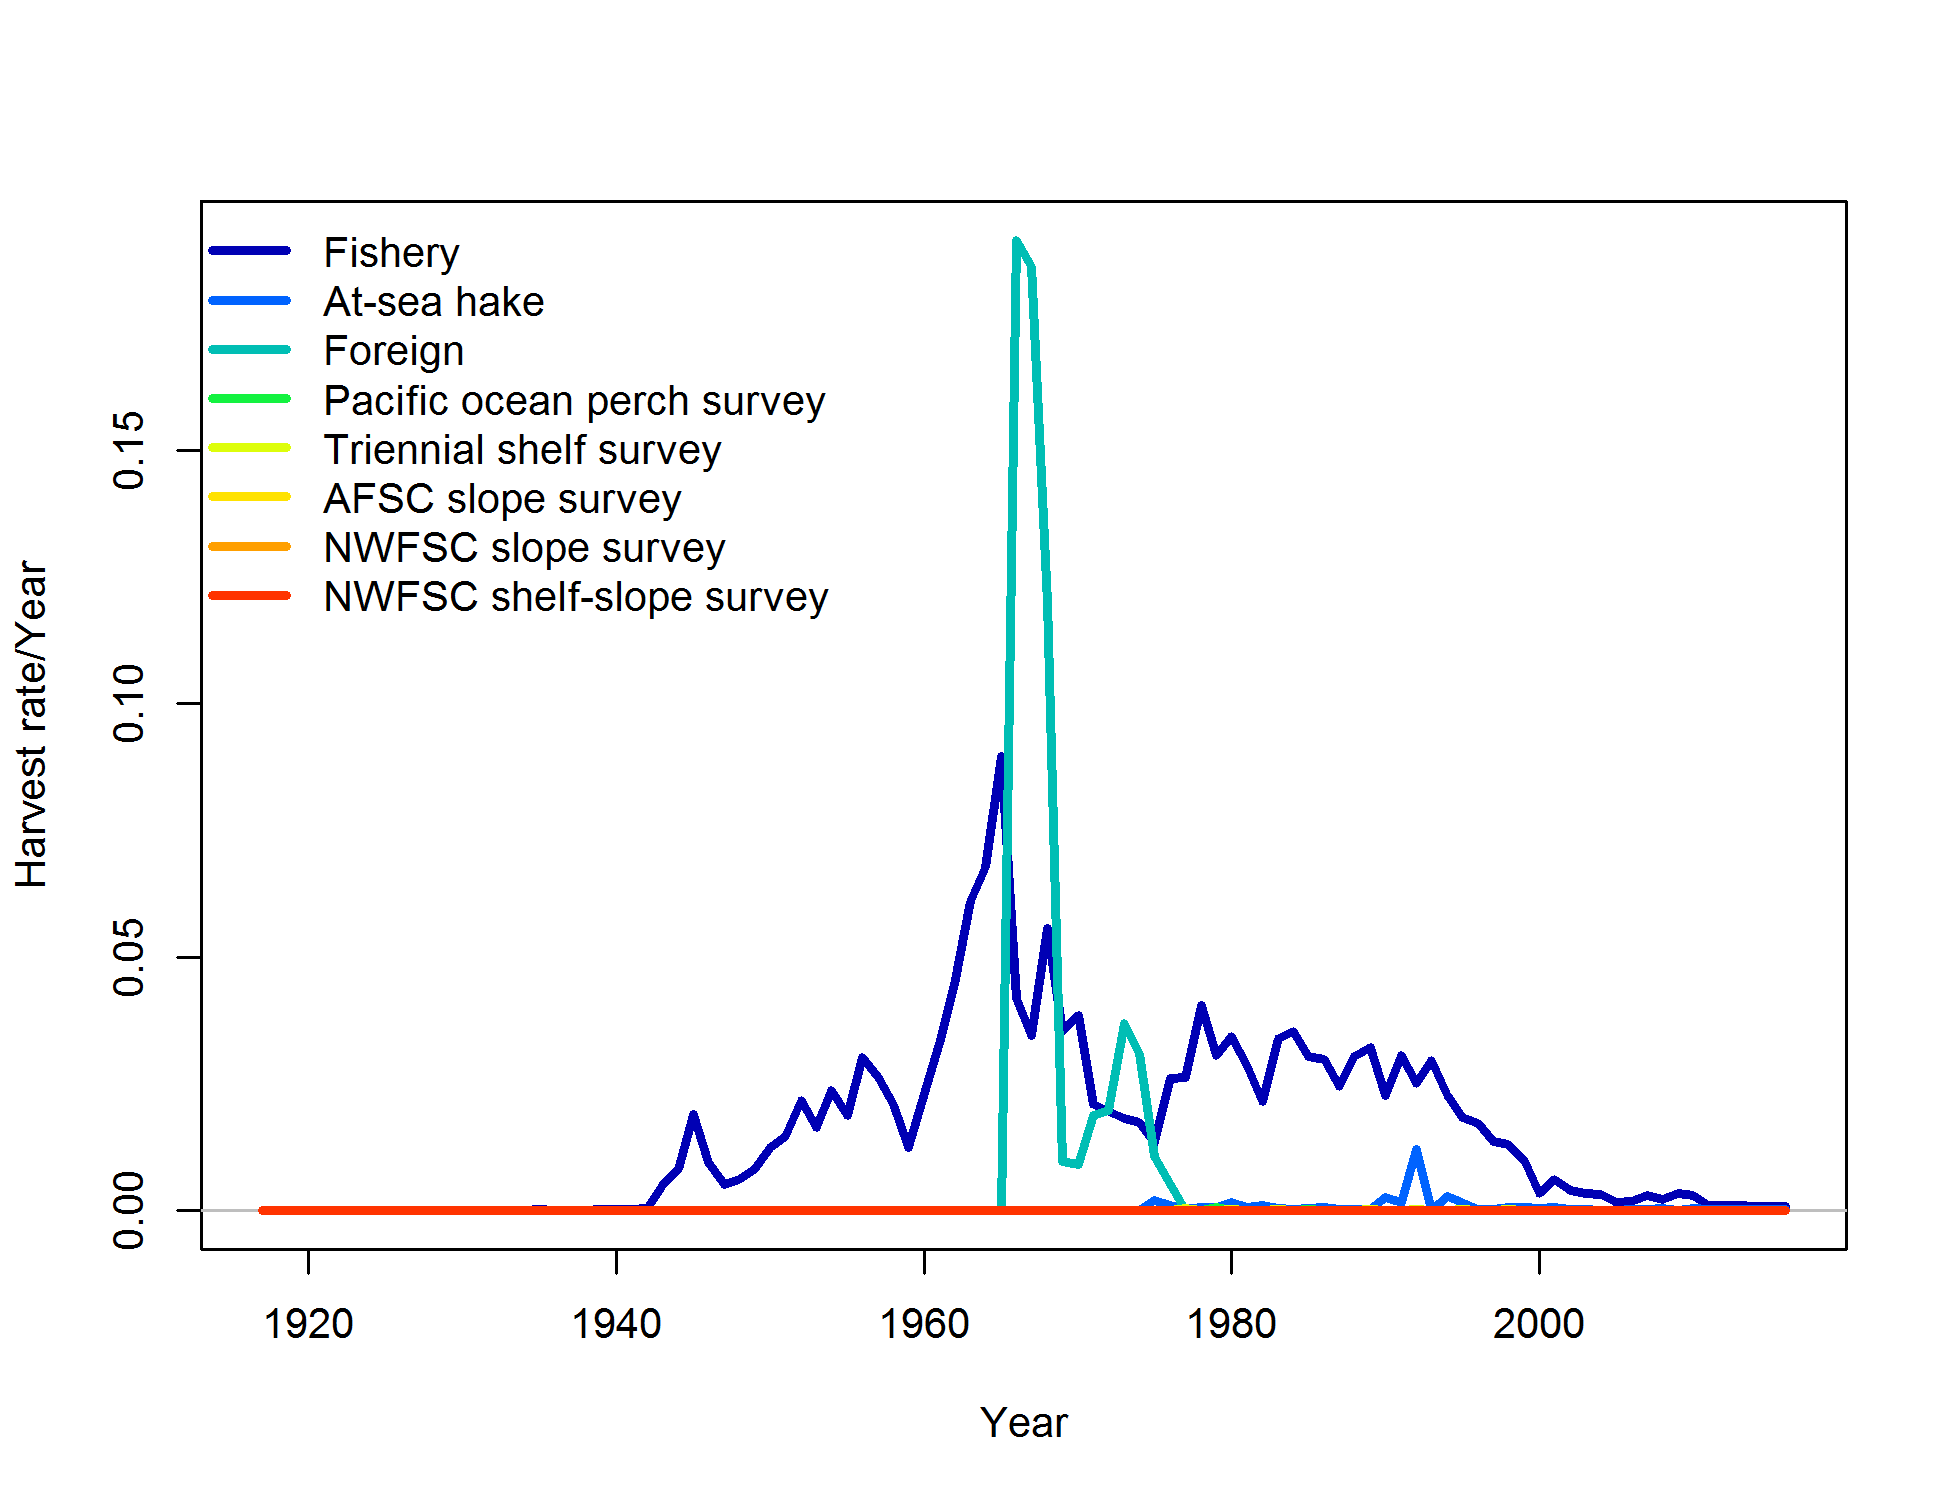 Fishery
At-sea hake
Foreign
Pacific ocean perch survey
Triennial shelf survey
AFSC slope survey
NWFSC slope survey
NWFSC shelf-slope survey
Harvest rate/Year
0.15
0.10
0.05
0.00
1920 1940 1960 1980 2000
Year